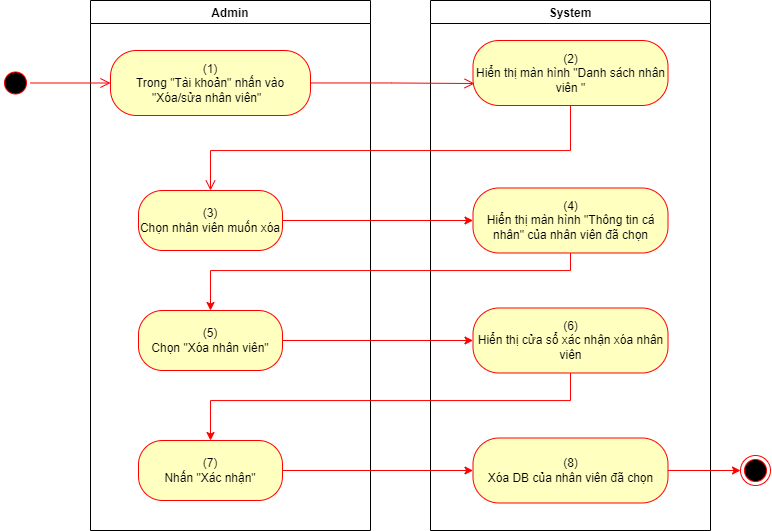 Admin
System
(1)
Trong "Tài khoản" nhấn vào
"Xóa/sửa nhân viên"
(2)
Hiển thị màn hình "Danh sách nhân
viên "
(3)
Chọn nhân viên muốn xóa
(4)
Hiển thị màn hình "Thông tin cá
nhân" của nhân viên đã chọn
(5)
Chọn "Xóa nhân viên"
(6)
Hiển thị cửa sổ xác nhận xóa nhân
viên
(7)
Nhấn "Xác nhận"
(8)
Xóa DB của nhân viên đã chọn